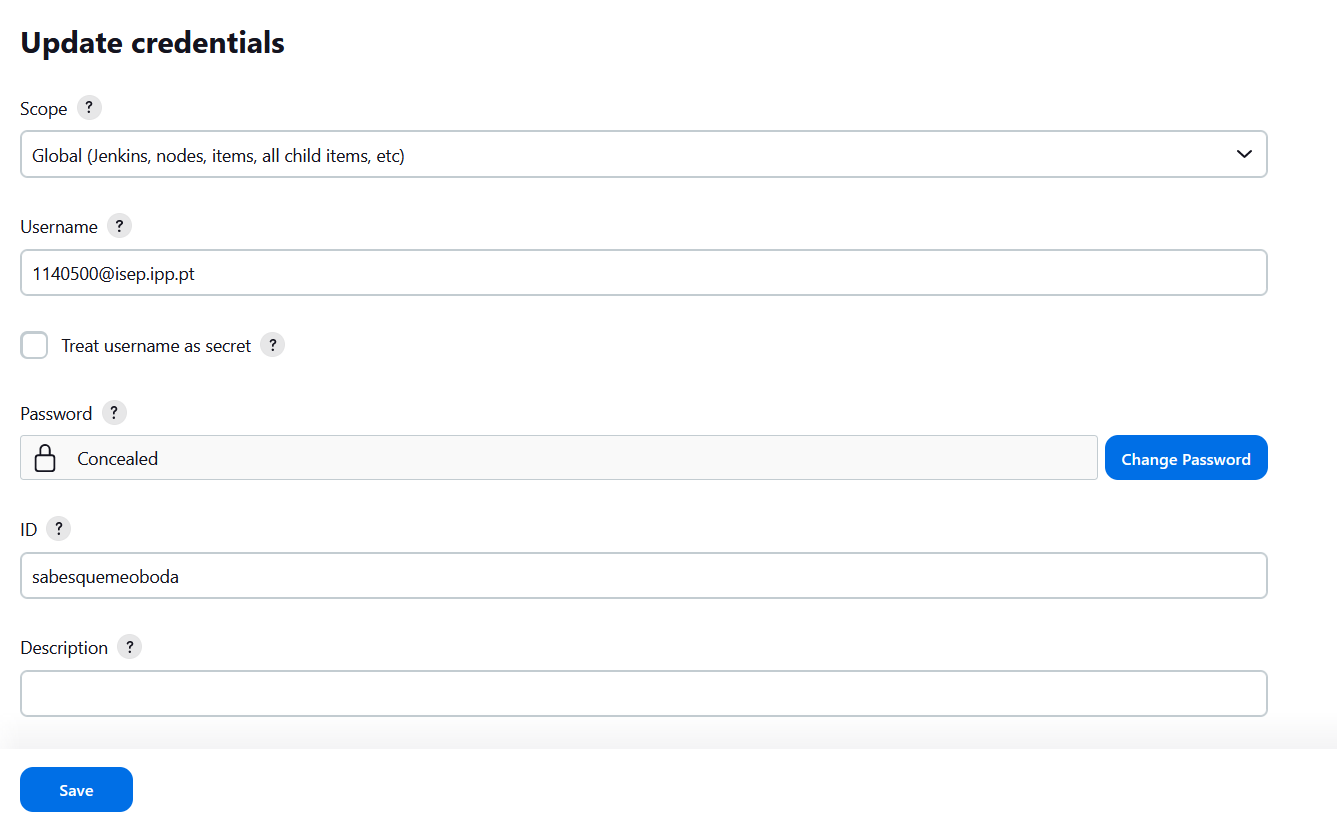 Update credentials
Scope ?
Global (Jenkins, nodes, items, all child items, etc)
Username ?
1140500@isep.ipp.pt
Treat username as secret ?
Password ?
Concealed
Change Password
ID ?
sabesquemeoboda
Description ?
Save